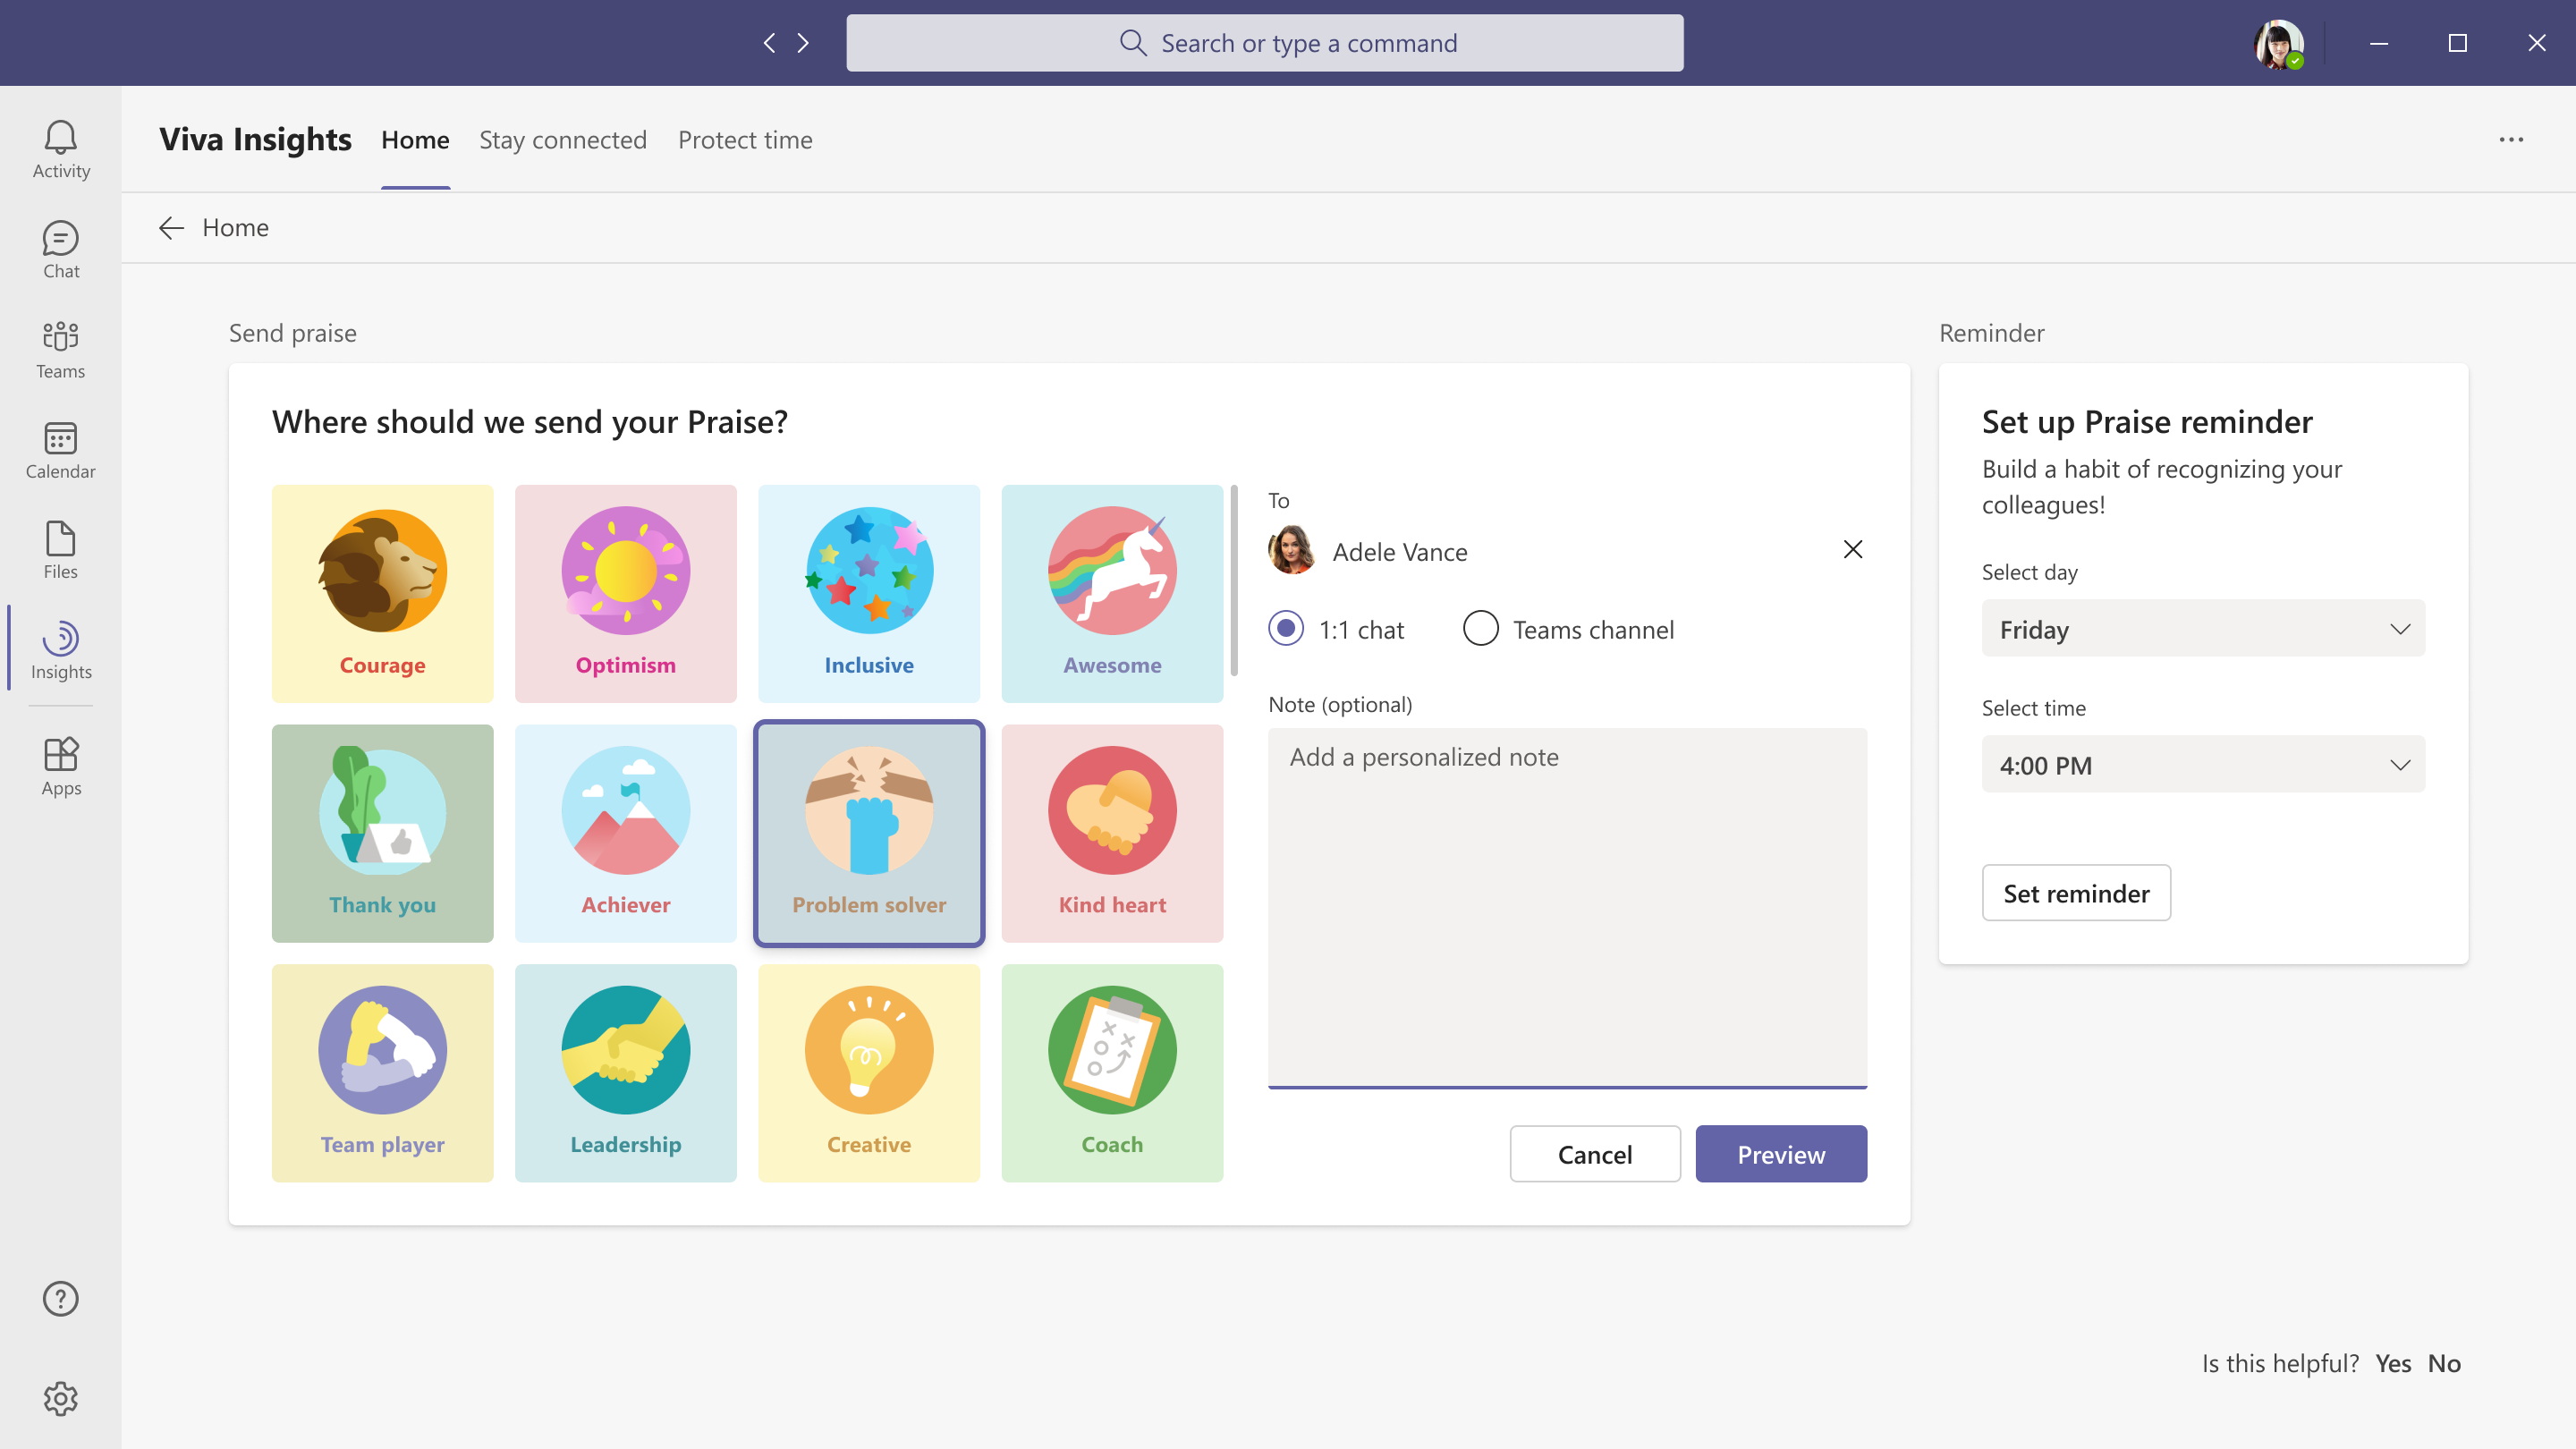 Search or type a command
Activity
Chat
Teams
Calendar
Files
Insights
Apps
Viva Insights Home Stay connected Protect time
Home
Send praise
Where should we send your Praise?
Courage Optimism Inclusive Awesome
Thank you Achiever Problem solver Kind heart
Team player Leadership Creative Coach
To
Adele Vance
1:1 chat Teams channel
Note (optional)
Add a personalized note
Cancel Preview
Reminder
Set up Praise reminder
Build a habit of recognizing your
colleagues!
Select day
Friday
Select time
4:00 PM
Set reminder
Is this helpful? Yes No